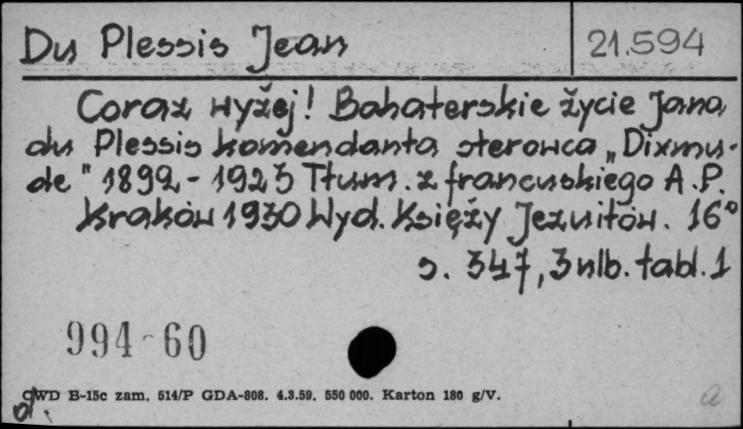 Du Plessis Jean
21.594
Coraz wyżej! Bohaterskie życie Jana
du Plessis komendanta sterowca „Dixmu-
de" 1892-1923 Tłum. z francuskiego A.P.
Kraków 1930 Wyd. Księży Jezuitów. 16°
s. 347, 3 nlb. tabl. 1
994-60
CWD B-15c zam. 514/P GDA-808. 4.3.59. 550 000. Karton 180 g/V.
a